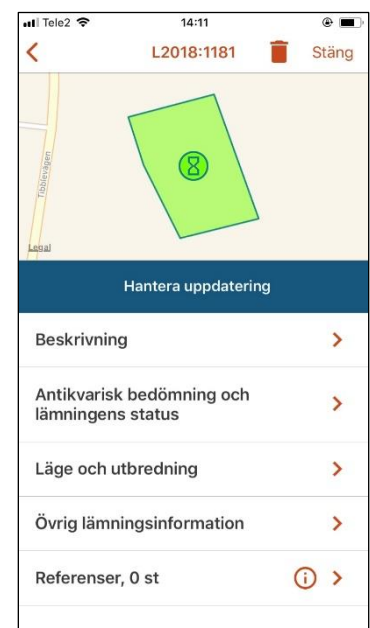 Tele2 14:11
L2018:1181 Stäng
Tibblevägen
Legal
Hantera uppdatering
Beskrivning
Antikvarisk bedömning och
lämningens status
Läge och utbredning
Övrig lämningsinformation
Referenser, 0 st